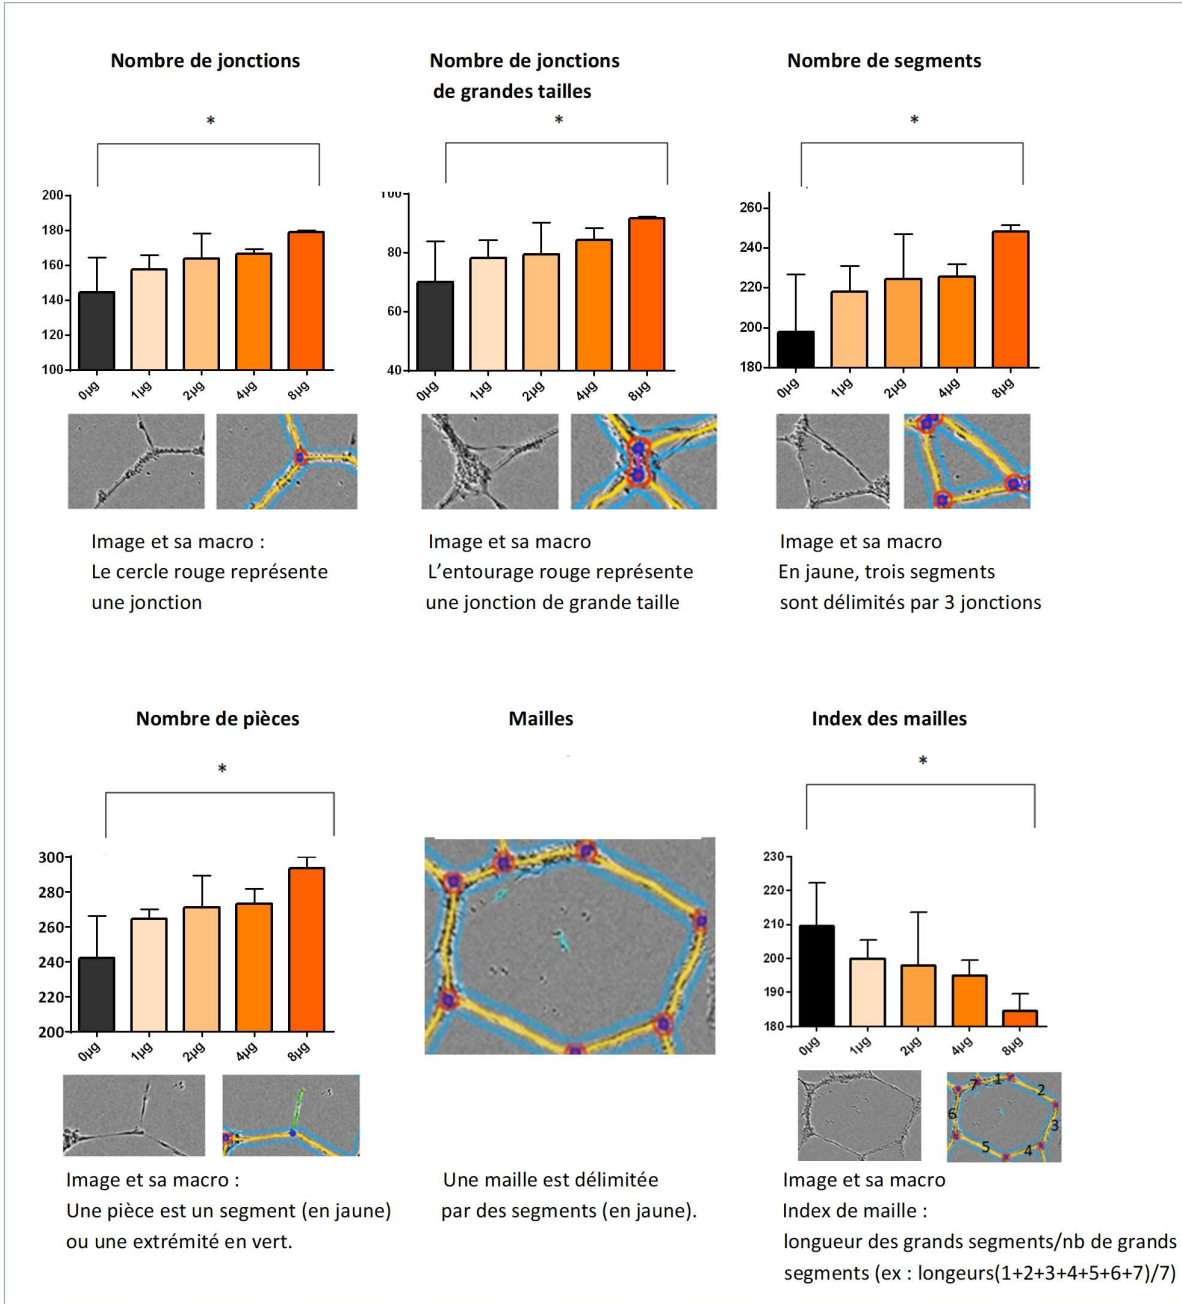 Nombre de jonctions
*
200
180
160
140
120
100
0µg
1µg
2µg
4µg
8µg
Image et sa macro :
Le cercle rouge représente
une jonction
Nombre de jonctions
de grandes tailles
*
100
80
60
40
0µg
1µg
2µg
4µg
8µg
Image et sa macro
L'entourage rouge représente
une jonction de grande taille
Nombre de segments
*
260
240
220
200
180
0µg
1µg
2µg
4µg
8µg
Image et sa macro
En jaune, trois segments
sont délimités par 3 jonctions
Nombre de pièces
*
300
280
260
240
220
200
0µg
1µg
2µg
4µg
8µg
Image et sa macro :
Une pièce est un segment (en jaune)
ou une extrémité en vert.
Mailles
Une maille est délimitée
par des segments (en jaune).
Index des mailles
*
230
220
210
200
190
180
0µg
1µg
2µg
4µg
8µg
7 1 2
6 3
5 4
Image et sa macro
Index de maille :
longueur des grands segments/nb de grands
segments (ex : longeurs(1+2+3+4+5+6+7)/7)